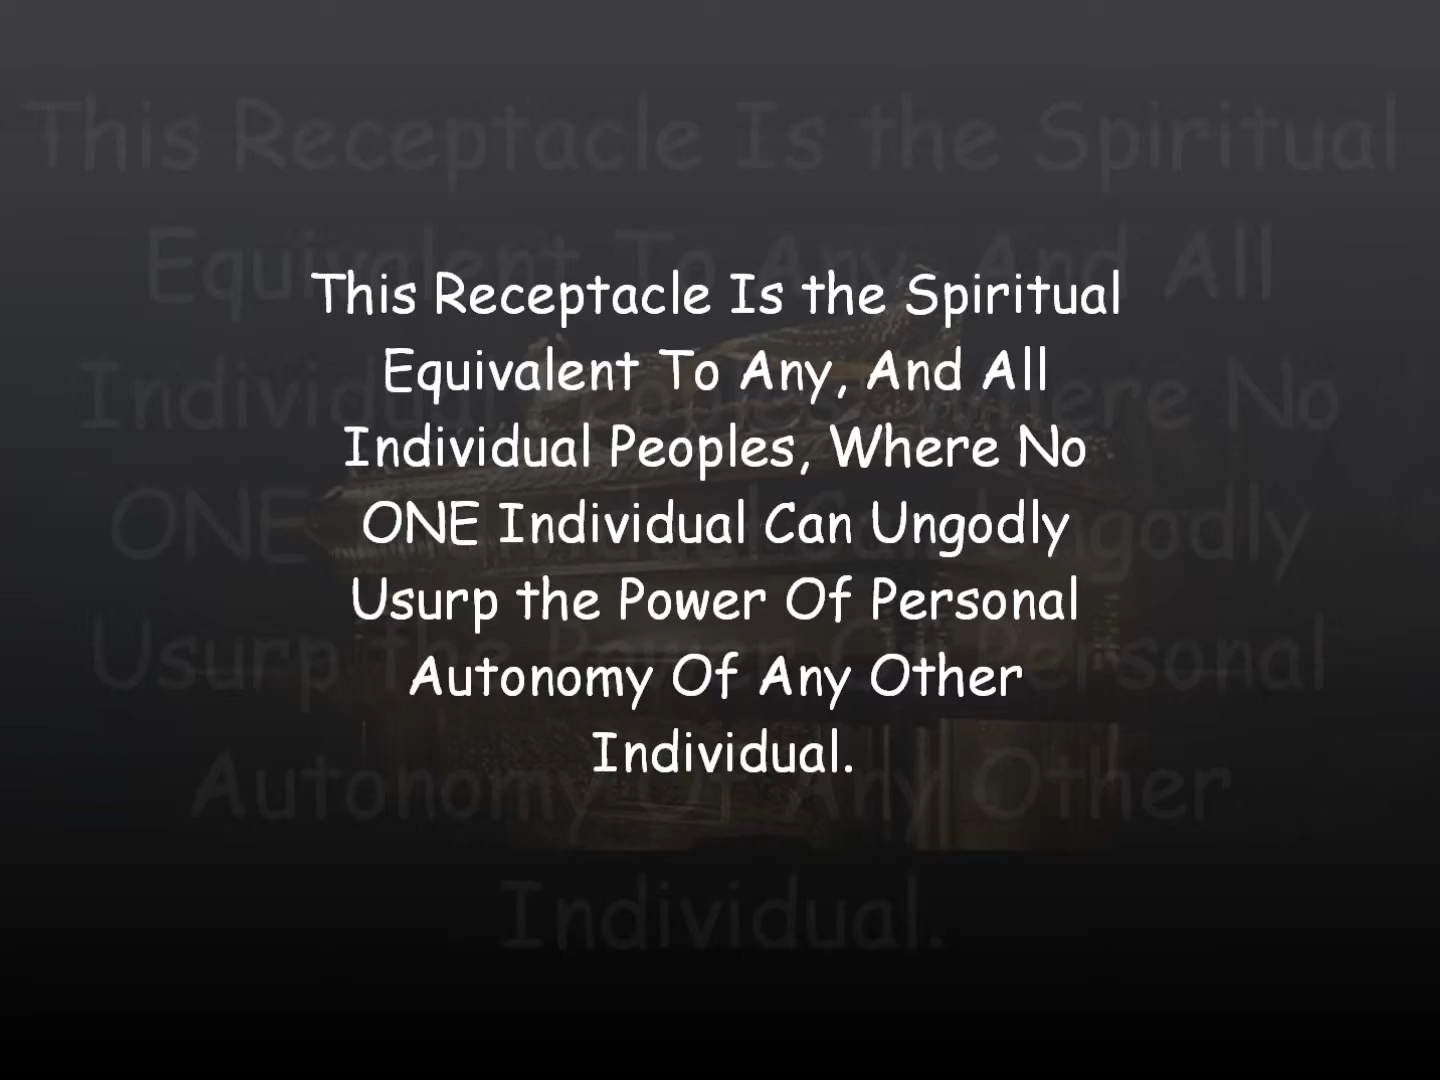 This Receptacle Is the Spiritual
Equivalent To Any, And All
Individual Peoples, Where No
ONE Individual Can Ungodly
Usurp the Power Of Personal
Autonomy Of Any Other
Individual.